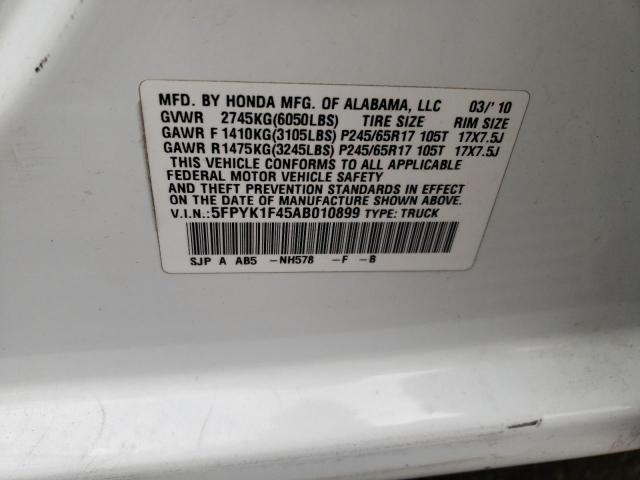 MFD. BY HONDA MFG. OF ALABAMA, LLC 03/'10
GVWR 2745KG(6050LBS) TIRE SIZE RIM SIZE
GAWR F 1410KG(3105LBS) P245/65R17 105T 17X7.5J
GAWR R1475KG(3245LBS) P245/65R17 105T 17X7.5J
THIS VEHICLE CONFORMS TO ALL APPLICABLE
FEDERAL MOTOR VEHICLE SAFETY
AND THEFT PREVENTION STANDARDS IN EFFECT
ON THE DATE OF MANUFACTURE SHOWN ABOVE.
V.I.N.: 5FPYK1F45AB010899 TYPE: TRUCK
SJP A AB5 -NH578 -F -B